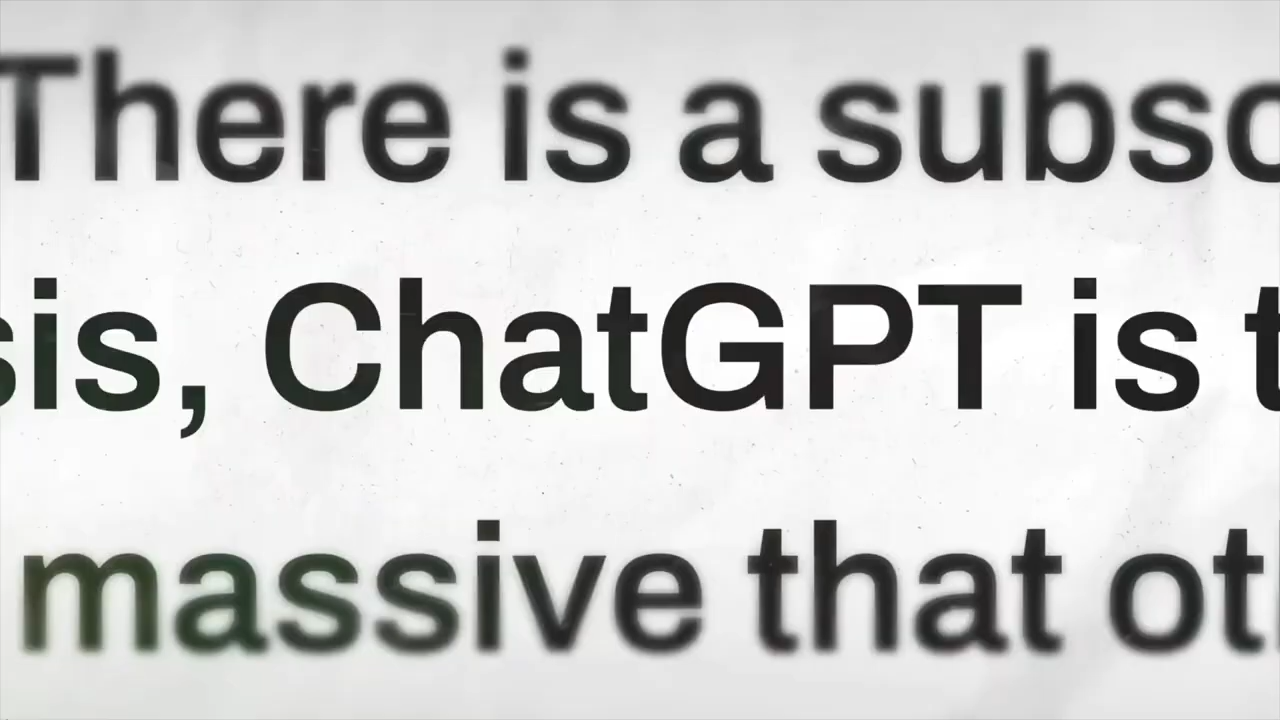 There is a subsc
sis, ChatGPT is t
massive that ot